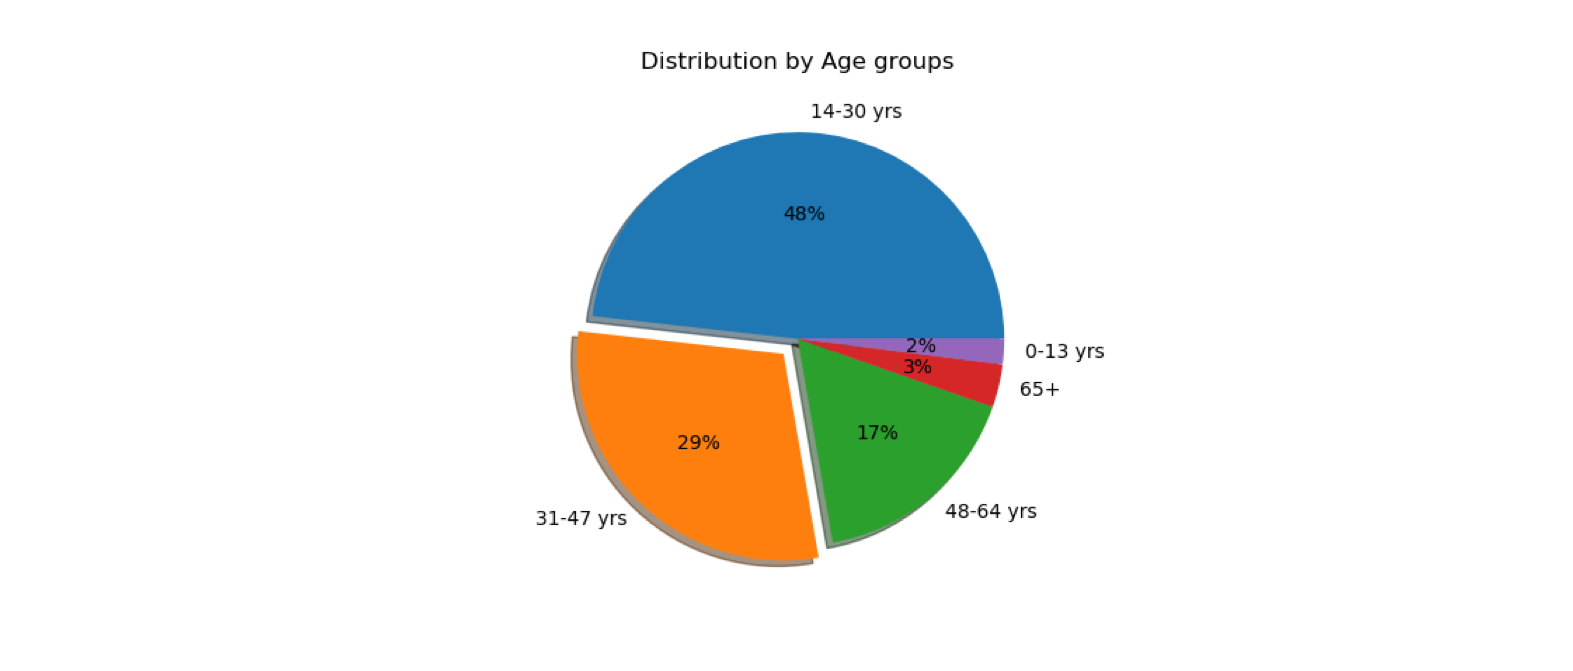 Distribution by Age groups
14-30 yrs
48%
2%
0-13 yrs
3%
65+
17%
29%
48-64 yrs
31-47 yrs